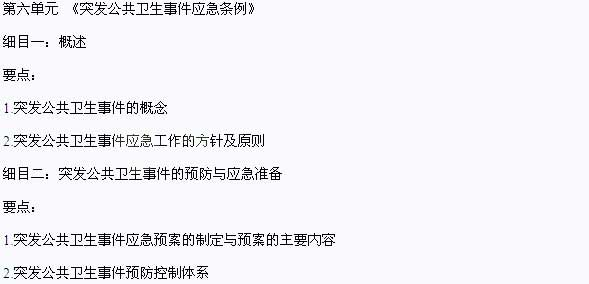 第六单元 《突发公共卫生事件应急条例》
细目一：概述
要点：
1.突发公共卫生事件的概念
2.突发公共卫生事件应急工作的方针及原则
细目二：突发公共卫生事件的预防与应急准备
要点：
1.突发公共卫生事件应急预案的制定与预案的主要内容
2.突发公共卫生事件预防控制体系